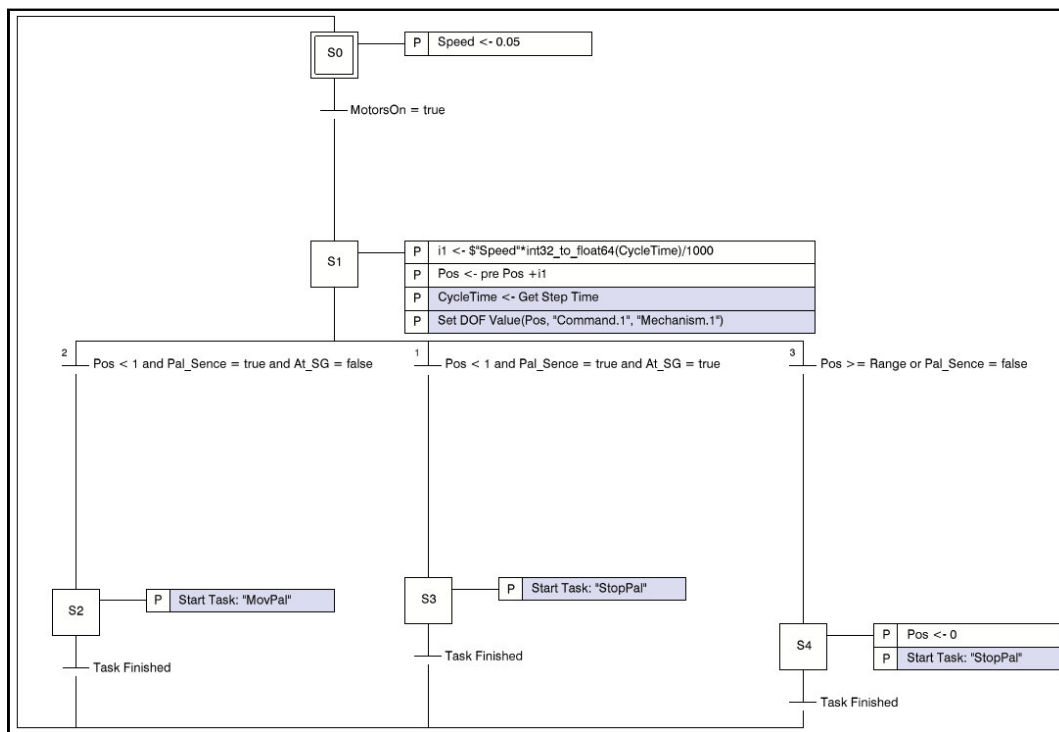 S0
P Speed <- 0.05
MotorsOn = true
S1
P i1 <- $"Speed"*int32_to_float64(CycleTime)/1000
P Pos <- pre Pos +i1
P CycleTime <- Get Step Time
P Set DOF Value(Pos, "Command.1", "Mechanism.1")
2 Pos < 1 and Pal_Sence = true and At_SG = false
1 Pos < 1 and Pal_Sence = true and At_SG = true
3 Pos >= Range or Pal_Sence = false
S2
P Start Task: "MovPal"
Task Finished
S3
P Start Task: "StopPal"
Task Finished
S4
P Pos <- 0
P Start Task: "StopPal"
Task Finished